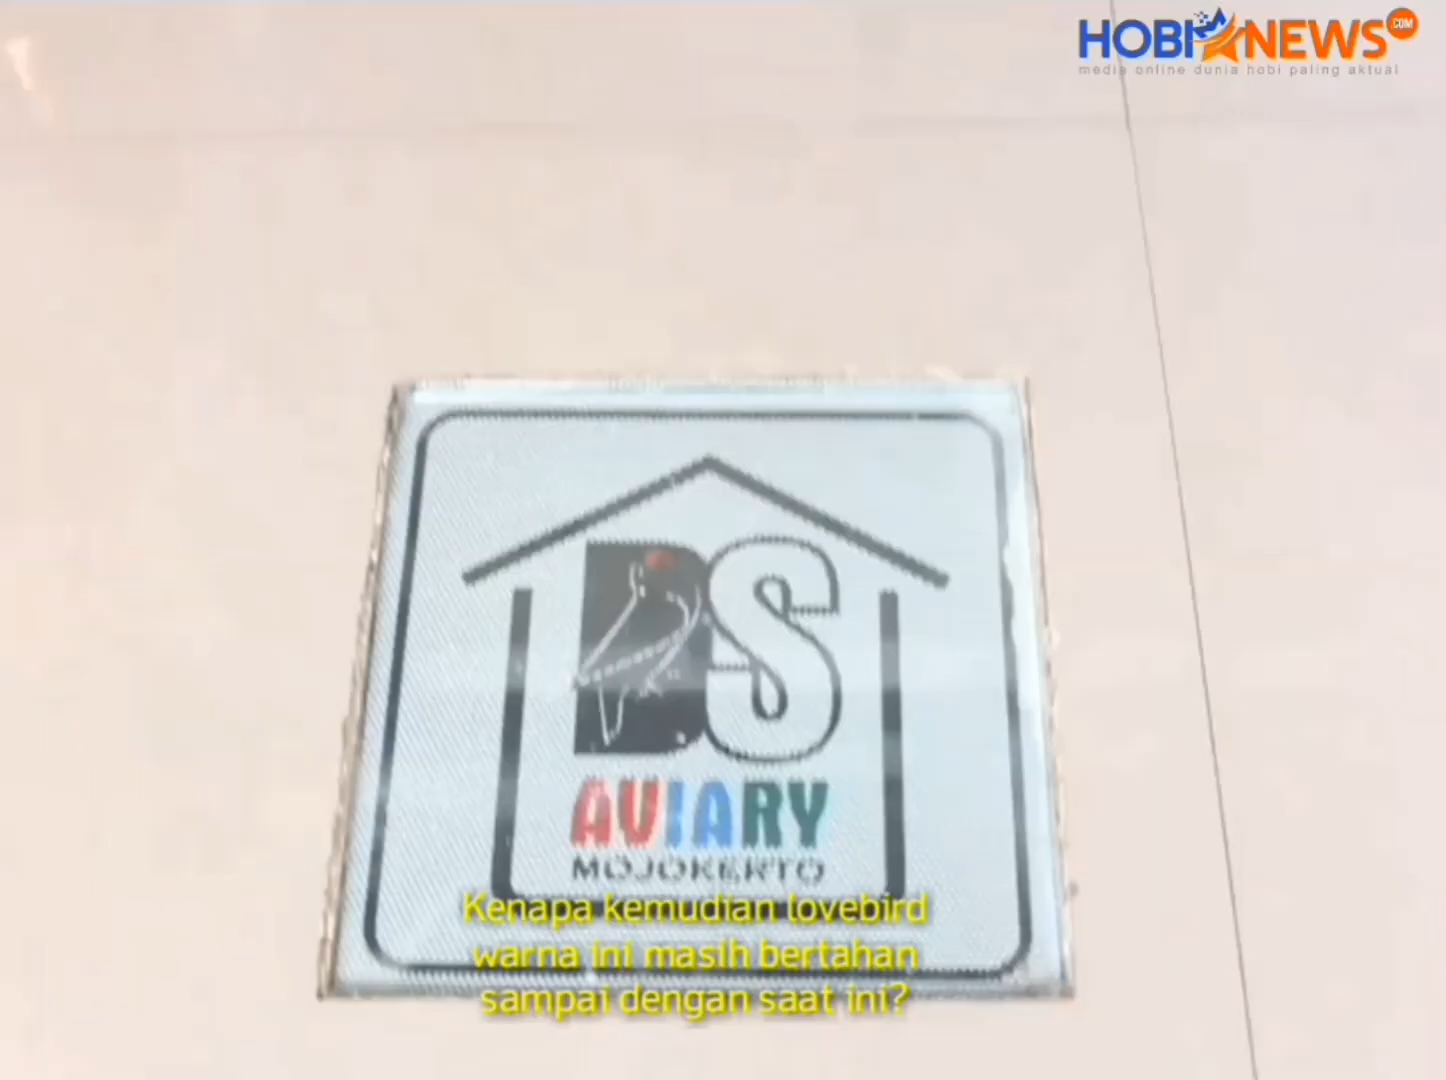 HOBINEWS.COM
media online dunia hobi paling aktual
DS
AVIARY
MOJOKERTO
Kenapa kemudian lovebird
warna ini masih bertahan
sampai dengan saat ini?